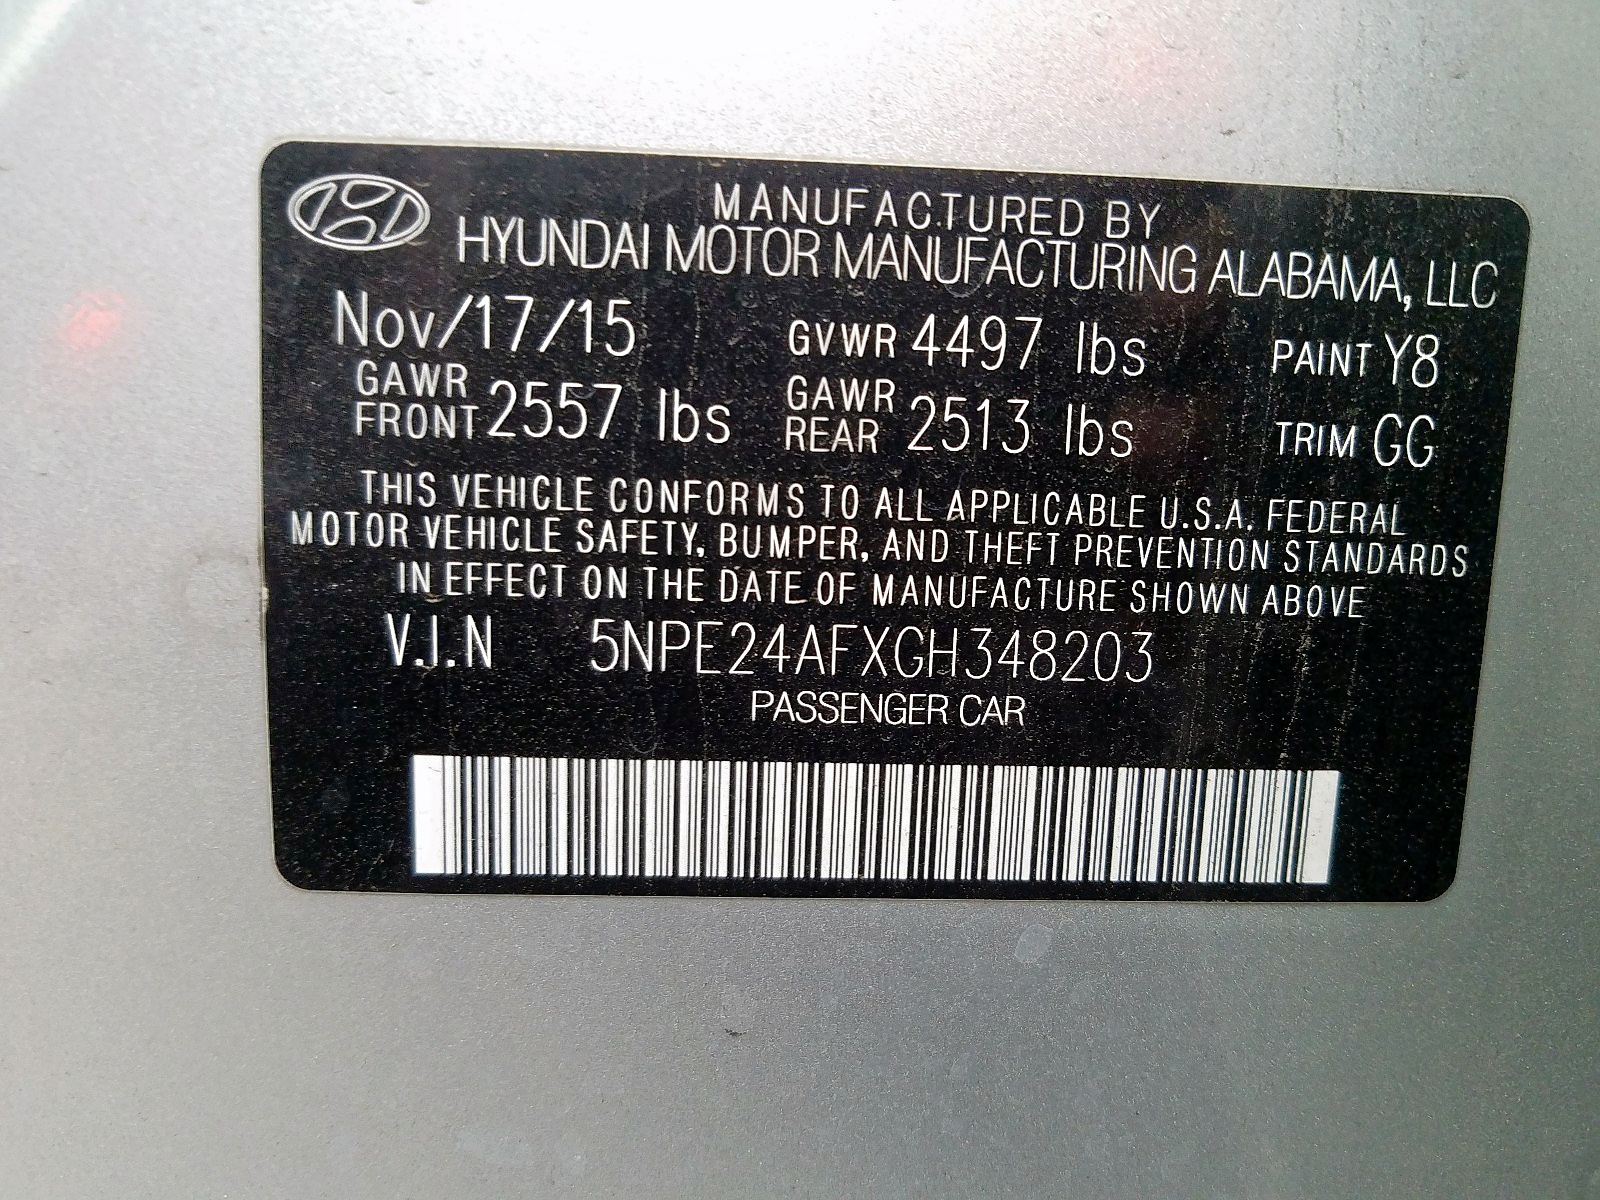 MANUFACTURED BY
HYUNDAI MOTOR MANUFACTURING ALABAMA, LLC
Nov/17/15 GVWR 4497 lbs PAINT Y8
GAWR FRONT 2557 lbs GAWR REAR 2513 lbs TRIM GG
THIS VEHICLE CONFORMS TO ALL APPLICABLE U.S.A. FEDERAL
MOTOR VEHICLE SAFETY, BUMPER, AND THEFT PREVENTION STANDARDS
IN EFFECT ON THE DATE OF MANUFACTURE SHOWN ABOVE
V.I.N 5NPE24AFXGH348203
PASSENGER CAR